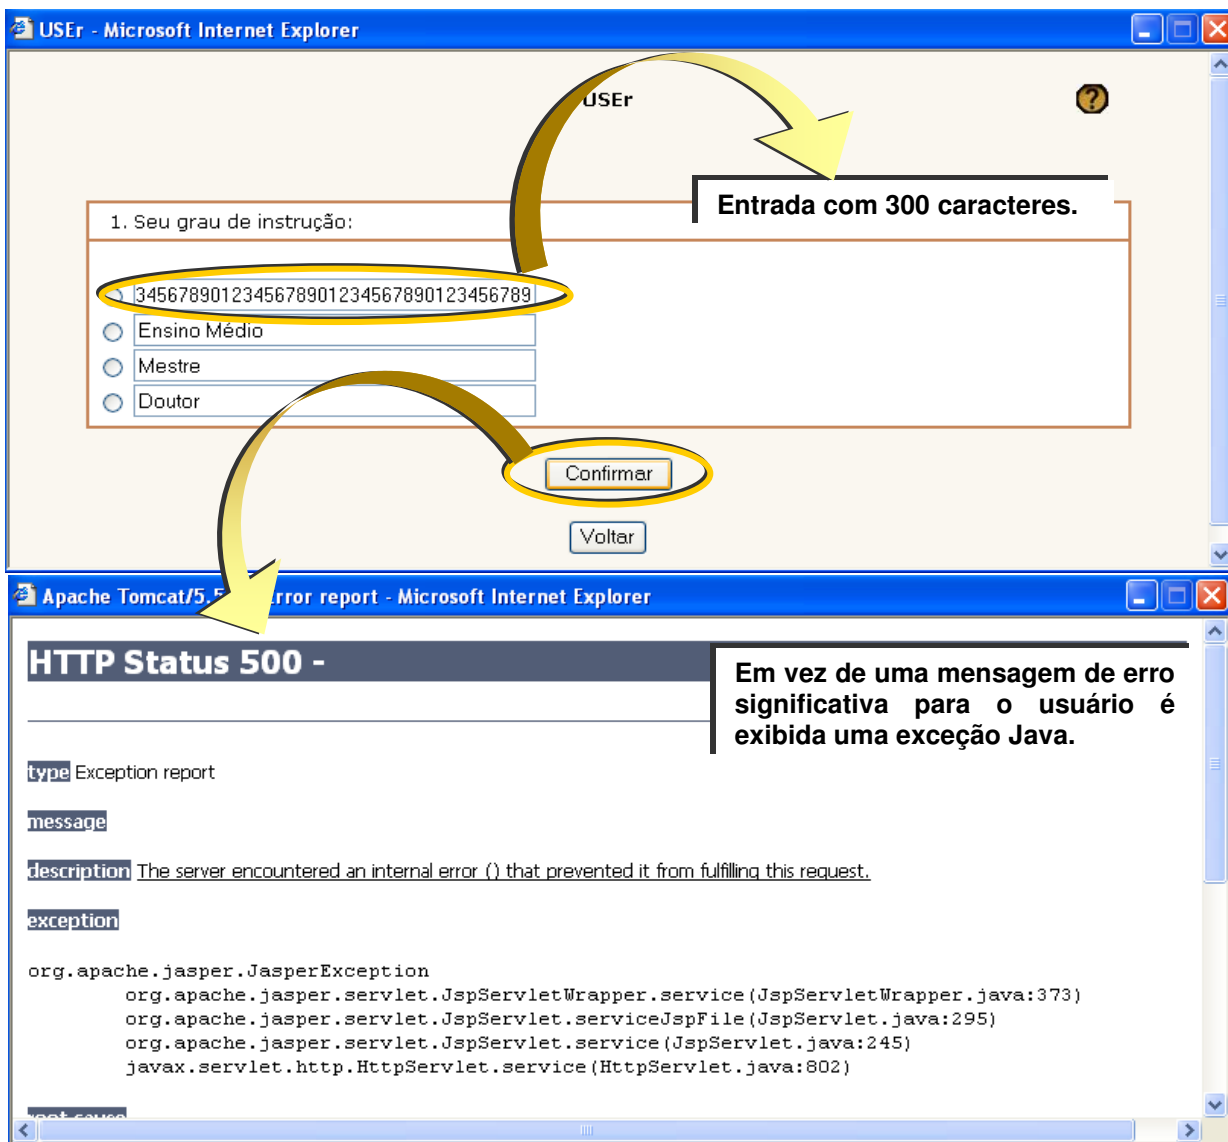 USEr - Microsoft Internet Explorer
USEr
?
Entrada com 300 caracteres.
1. Seu grau de instrução:
3456789012345678901234567890123456789
Ensino Médio
Mestre
Doutor
Confirmar
Voltar
Apache Tomcat/5.5 rror report - Microsoft Internet Explorer
HTTP Status 500 -
Em vez de uma mensagem de erro
significativa para o usuário é
exibida uma exceção Java.
type Exception report
message
description The server encountered an internal error () that prevented it from fulfilling this request.
exception
org.apache.jasper.JasperException
org.apache.jasper.servlet.JspServletWrapper.service(JspServletWrapper.java:373)
org.apache.jasper.servlet.JspServlet.serviceJspFile(JspServlet.java:295)
org.apache.jasper.servlet.JspServlet.service(JspServlet.java:245)
javax.servlet.http.HttpServlet.service(HttpServlet.java:802)
root cause